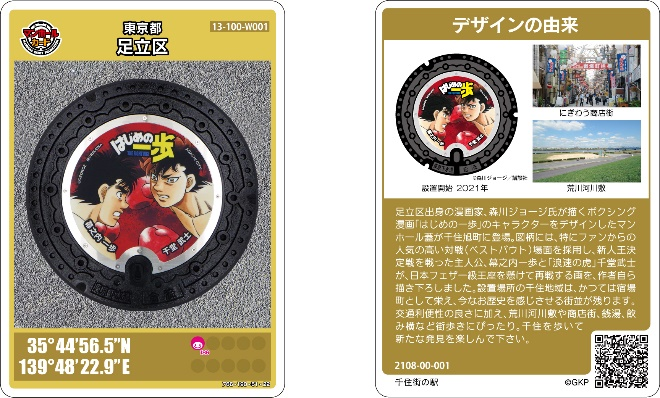 マンホール
カード
東京都
足立区
13-100-W001
はじめの
一歩
幕之内 一歩
千堂 武士
35°44'56.5"N
139°48'22.9"E
デザインの由来
はじめの
一歩
©森川ジョージ/講談社
設置開始 2021年
にぎわう商店街
荒川河川敷
足立区出身の漫画家、森川ジョージ氏が描くボクシング
漫画「はじめの一歩」のキャラクターをデザインしたマ
ンホール蓋が千住旭町に登場。図柄には、特にファンからの
人気の高い対戦(ベストバウト)場面を採用し、新人王決
定戦を戦った主人公、幕之内一歩と「浪速の虎」千堂武士
が、日本フェザー級王座を懸けて再戦する画を、作者自ら
描き下ろしました。設置場所の千住地域は、かつては宿場
町として栄え、今なお歴史を感じさせる街並が残ります。
交通利便性の良さに加え、荒川河川敷や商店街、銭湯、飲
み横など街歩きにぴったり。千住を歩いて
新たな発見を楽しんで下さい。
2108-00-001
千住街の駅
©GKP